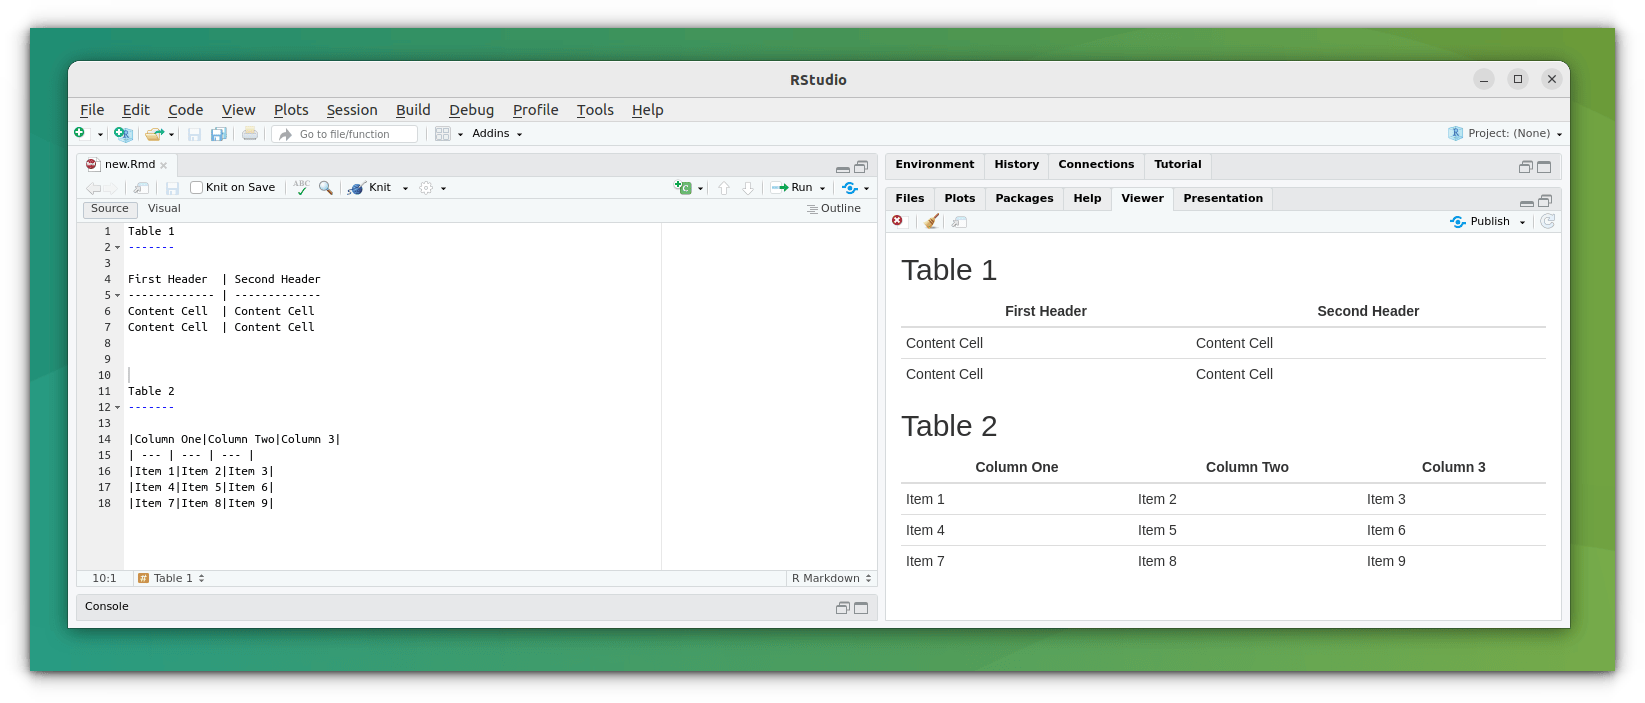 RStudio
File Edit Code View Plots Session Build Debug Profile Tools Help
Go to file/function Addins Project: (None)
new.Rmd
Knit on Save ABC Knit Run
Source Visual Outline
1 Table 1
2 -------
3
4 First Header  | Second Header
5 ------------- | -------------
6 Content Cell  | Content Cell
7 Content Cell  | Content Cell
8
9
10
11 Table 2
12 -------
13
14 |Column One|Column Two|Column 3|
15 | --- | --- | --- |
16 |Item 1|Item 2|Item 3|
17 |Item 4|Item 5|Item 6|
18 |Item 7|Item 8|Item 9|
10:1 # Table 1 R Markdown
Console
Environment History Connections Tutorial
Files Plots Packages Help Viewer Presentation
Publish
Table 1
First Header Second Header
Content Cell Content Cell
Content Cell Content Cell
Table 2
Column One Column Two Column 3
Item 1 Item 2 Item 3
Item 4 Item 5 Item 6
Item 7 Item 8 Item 9